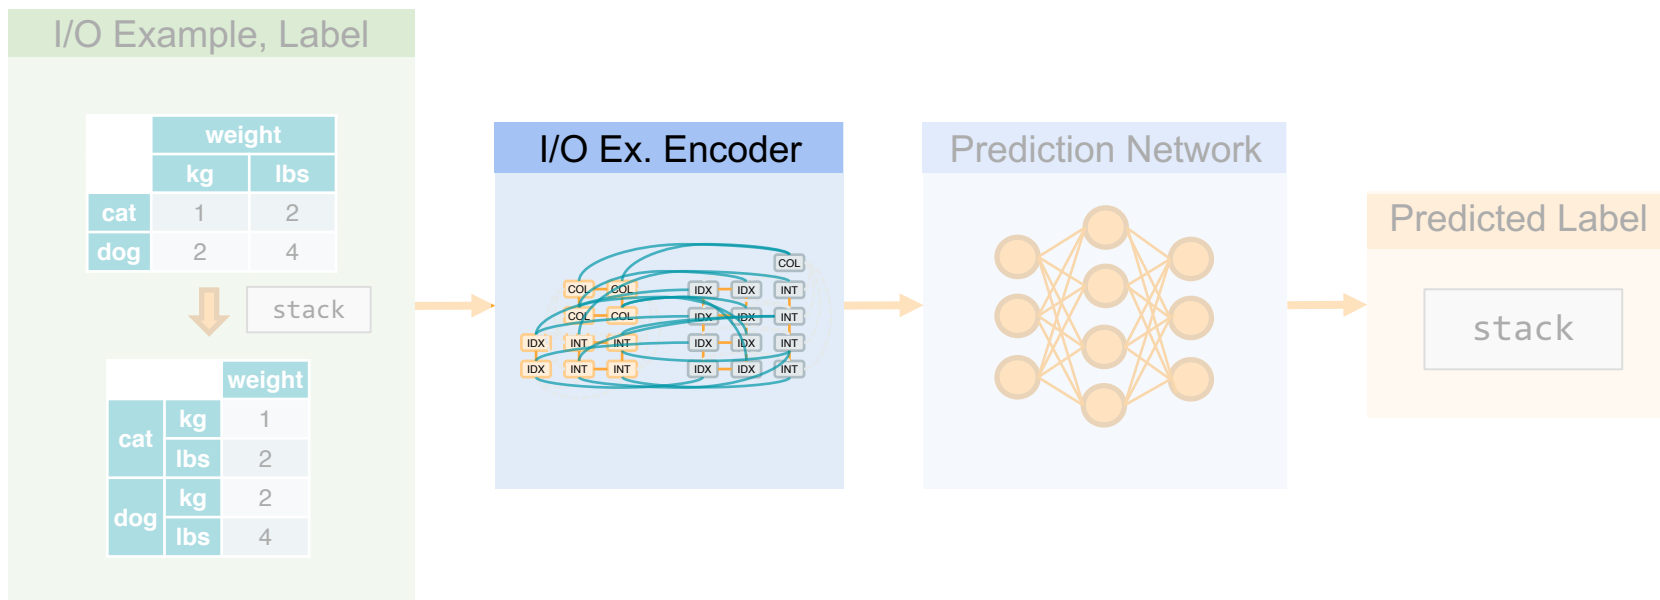 I/O Example, Label
weight
kg lbs
cat 1 2
dog 2 4
stack
weight
cat kg 1
lbs 2
dog kg 2
lbs 4
I/O Ex. Encoder
COL
COL COL IDX IDX INT
COL COL IDX IDX INT
IDX INT INT IDX IDX INT
IDX INT INT IDX IDX INT
Prediction Network
Predicted Label
stack